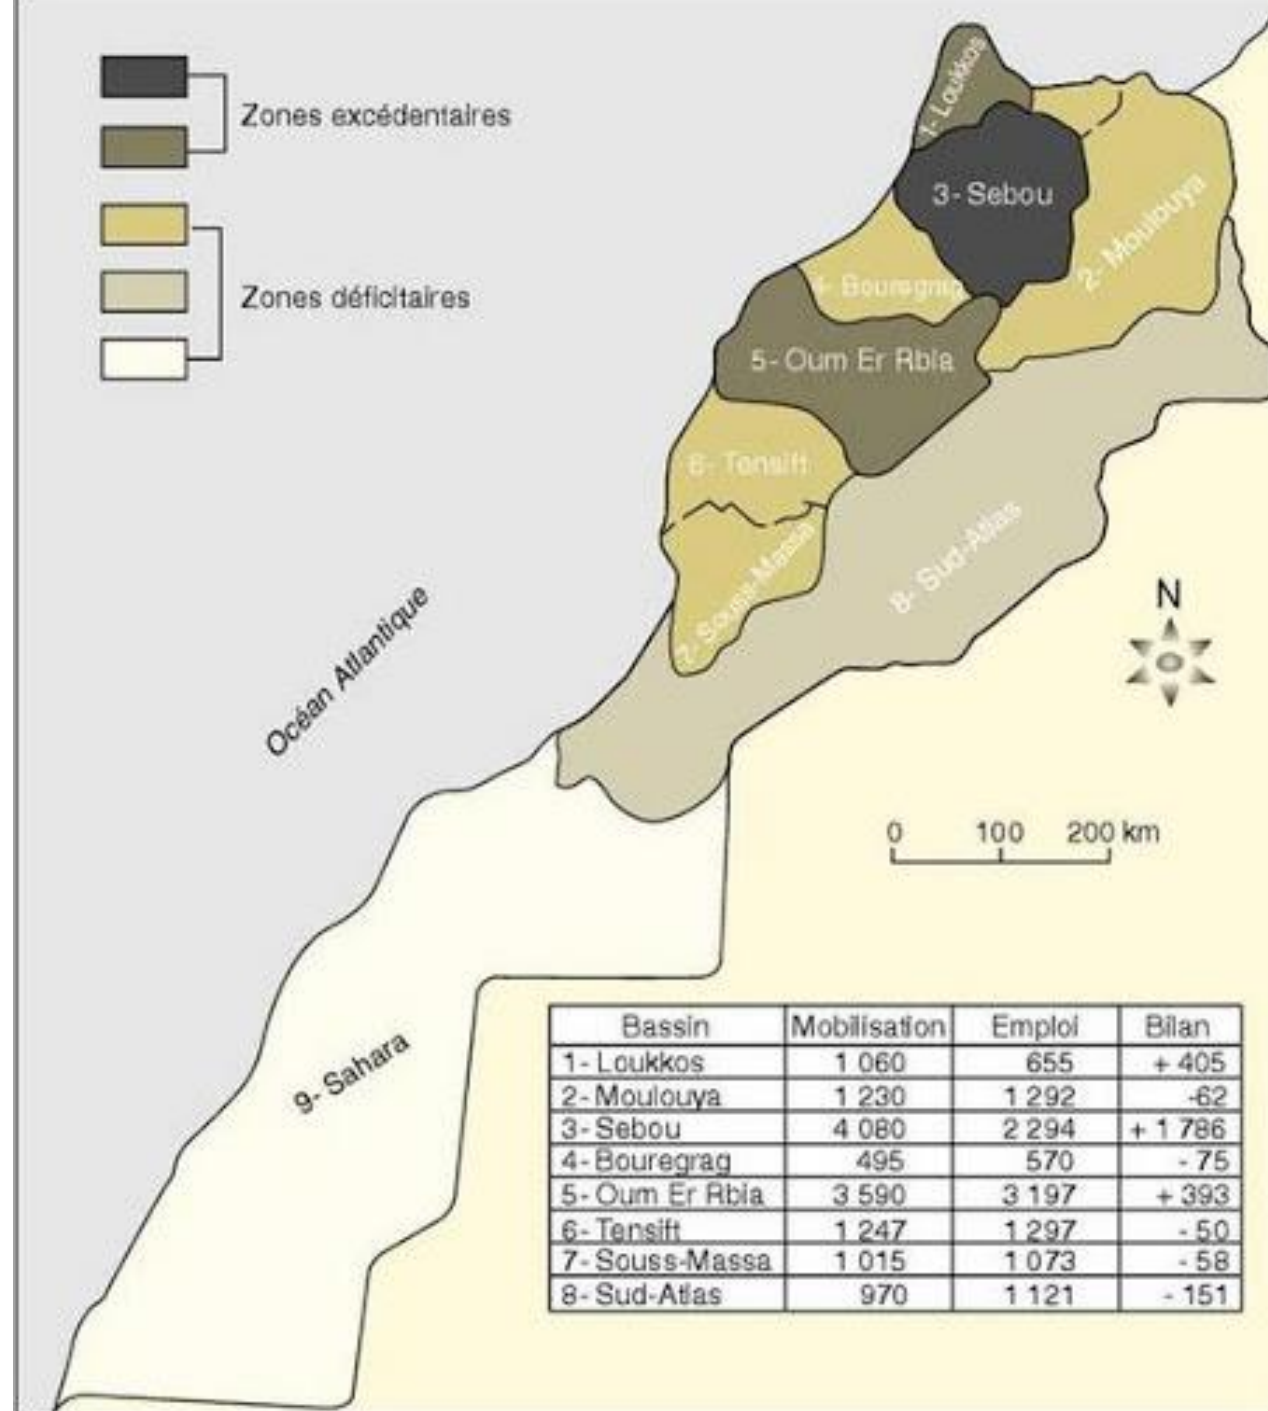 Zones excédentaires
Zones déficitaires
1- Loukkos
3- Sebou
2- Moulouya
4- Bouregrag
5- Oum Er Rbia
6- Tensift
7- Souss-Massa
8- Sud-Atlas
Océan Atlantique
N
0 100 200 km
9- Sahara
Bassin Mobilisation Emploi Bilan
1- Loukkos 1 060 655 + 405
2- Moulouya 1 230 1 292 -62
3- Sebou 4 080 2 294 + 1 786
4- Bouregrag 495 570 - 75
5- Oum Er Rbia 3 590 3 197 + 393
6- Tensift 1 247 1 297 - 50
7- Souss-Massa 1 015 1 073 - 58
8- Sud-Atlas 970 1 121 - 151